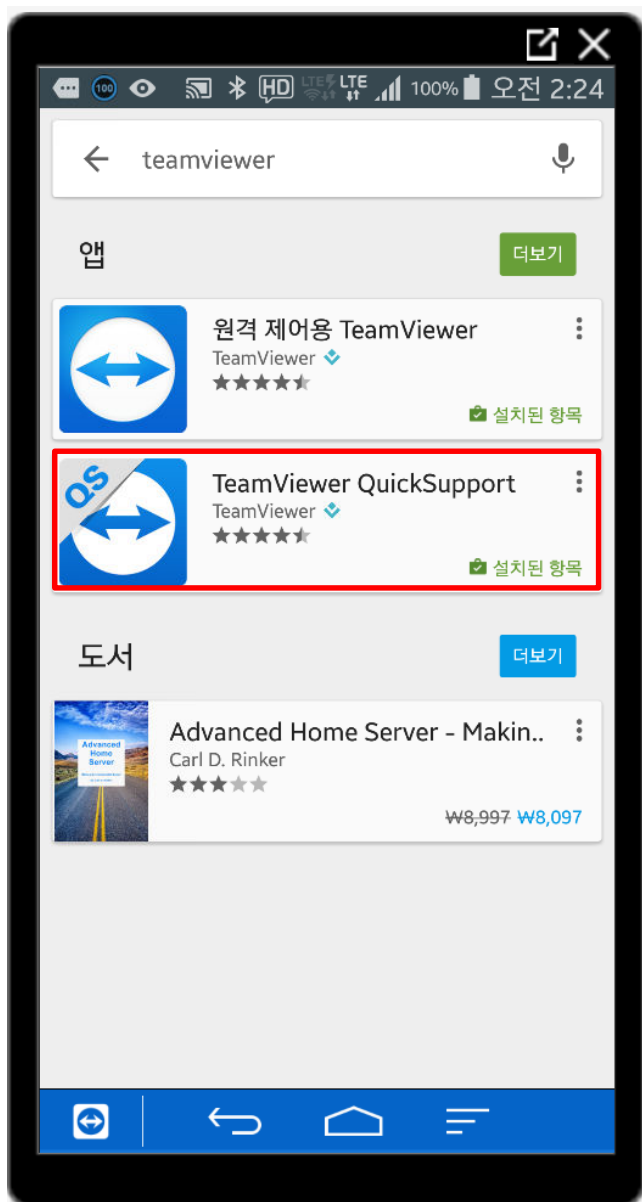 100 HD LTE LTE 100% 오전 2:24
teamviewer
앱
더보기
원격 제어용 TeamViewer
TeamViewer
설치된 항목
QS
TeamViewer QuickSupport
TeamViewer
설치된 항목
도서
더보기
Advanced
Home
Server
Advanced Home Server - Makin..
Carl D. Rinker
₩8,997 ₩8,097